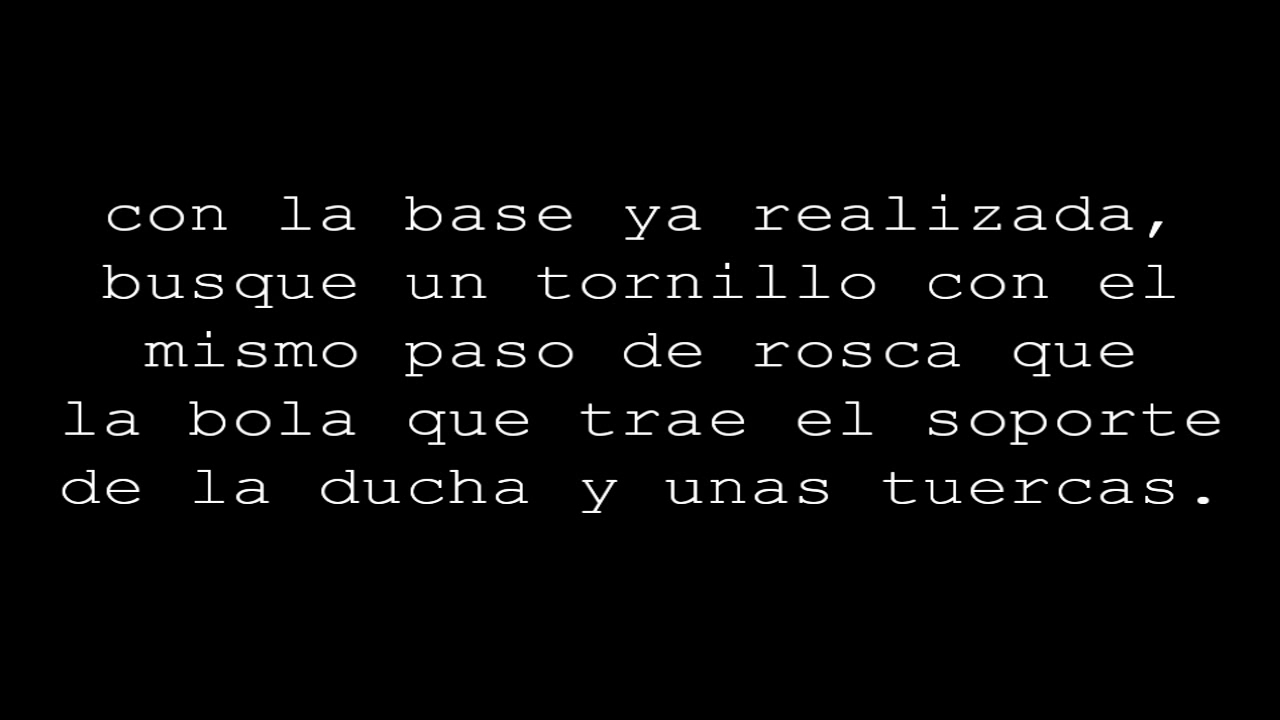 con la base ya realizada,
busque un tornillo con el
mismo paso de rosca que
la bola que trae el soporte
de la ducha y unas tuercas.